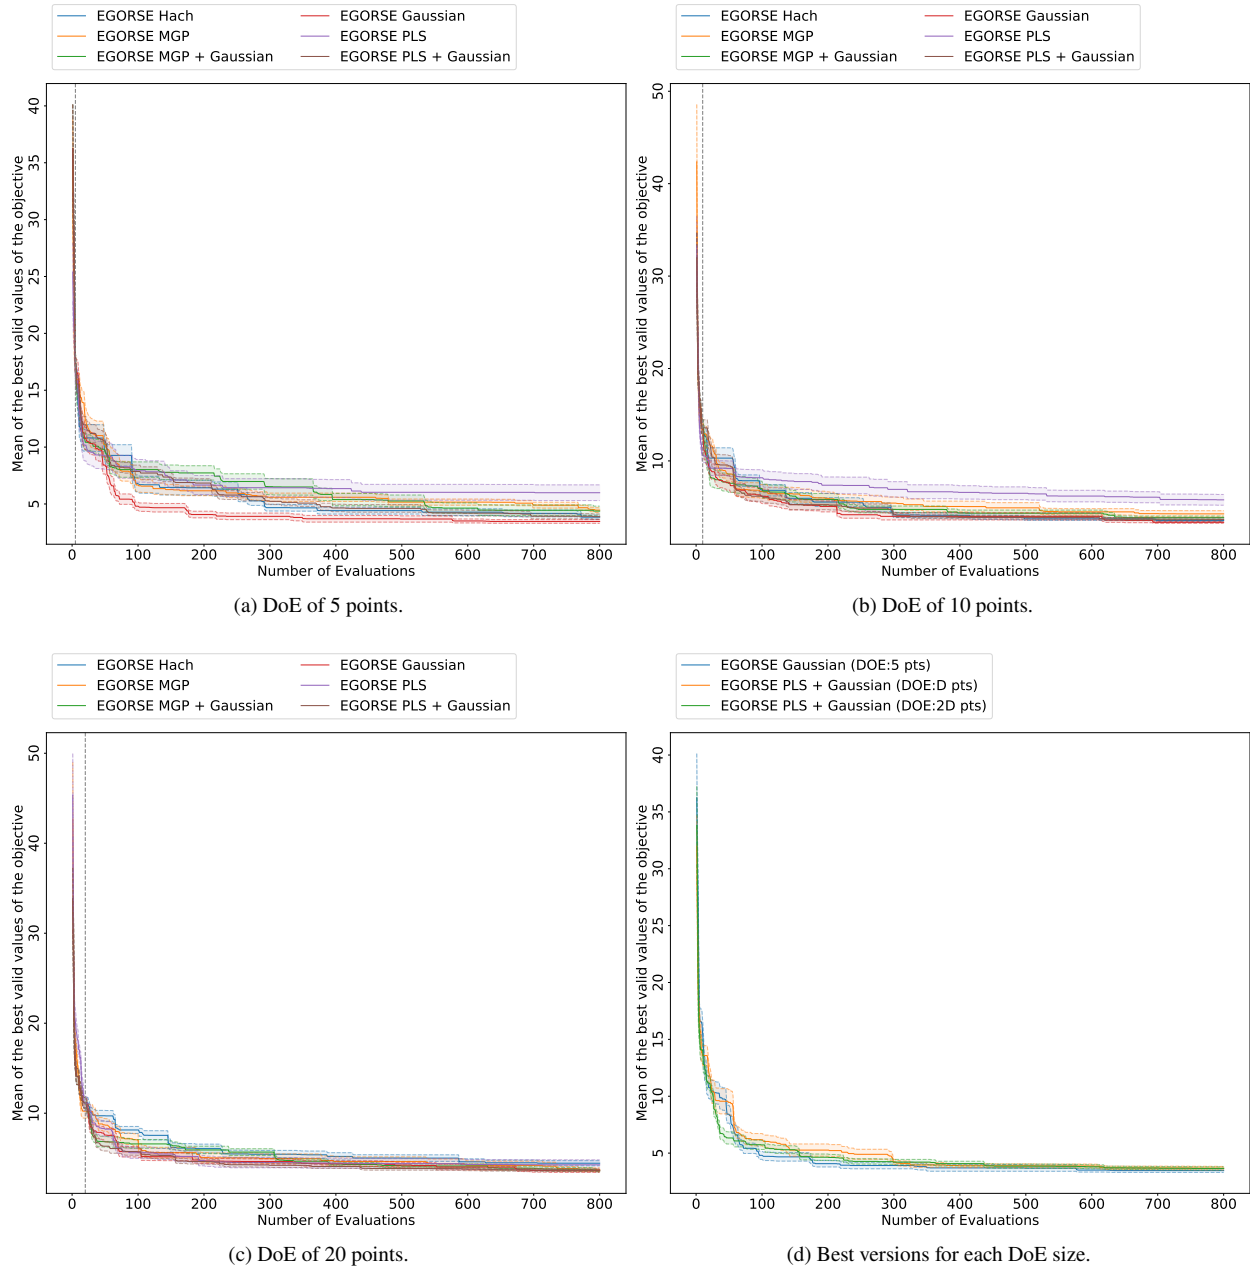 EGORSE Hach
EGORSE MGP
EGORSE MGP + Gaussian
EGORSE Gaussian
EGORSE PLS
EGORSE PLS + Gaussian
Mean of the best valid values of the objective
40
35
30
25
20
15
10
5
0 100 200 300 400 500 600 700 800
Number of Evaluations
(a) DoE of 5 points.
EGORSE Hach
EGORSE MGP
EGORSE MGP + Gaussian
EGORSE Gaussian
EGORSE PLS
EGORSE PLS + Gaussian
Mean of the best valid values of the objective
50
40
30
20
10
0 100 200 300 400 500 600 700 800
Number of Evaluations
(b) DoE of 10 points.
EGORSE Hach
EGORSE MGP
EGORSE MGP + Gaussian
EGORSE Gaussian
EGORSE PLS
EGORSE PLS + Gaussian
Mean of the best valid values of the objective
50
40
30
20
10
0 100 200 300 400 500 600 700 800
Number of Evaluations
(c) DoE of 20 points.
EGORSE Gaussian (DOE:5 pts)
EGORSE PLS + Gaussian (DOE:D pts)
EGORSE PLS + Gaussian (DOE:2D pts)
Mean of the best valid values of the objective
40
35
30
25
20
15
10
5
0 100 200 300 400 500 600 700 800
Number of Evaluations
(d) Best versions for each DoE size.